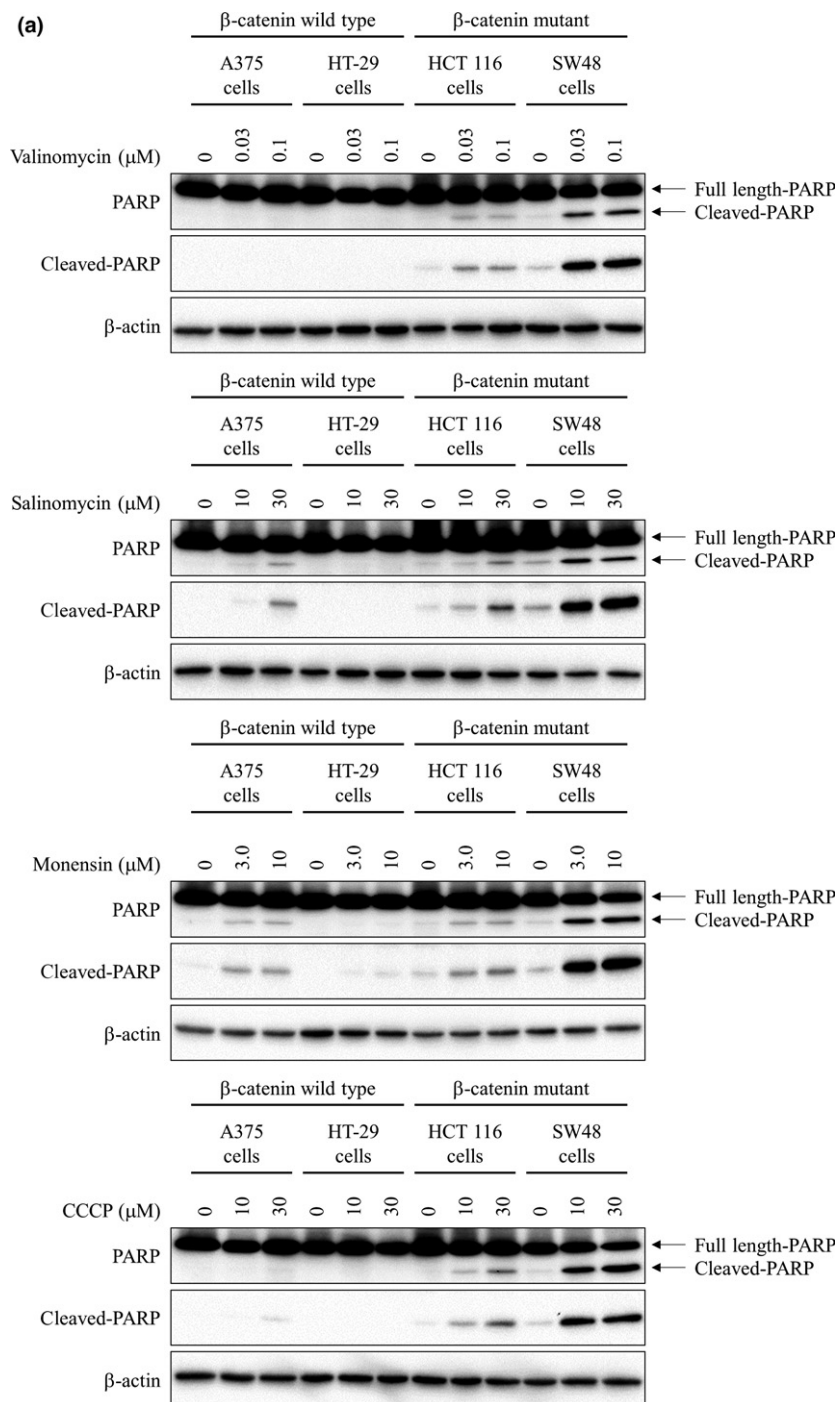 (a)
β-catenin wild type β-catenin mutant
A375 cells HT-29 cells HCT 116 cells SW48 cells
Valinomycin (μM) 0 0.03 0.1 0 0.03 0.1 0 0.03 0.1 0 0.03 0.1
PARP Full length-PARP
Cleaved-PARP
Cleaved-PARP
β-actin
β-catenin wild type β-catenin mutant
A375 cells HT-29 cells HCT 116 cells SW48 cells
Salinomycin (μM) 0 10 30 0 10 30 0 10 30 0 10 30
PARP Full length-PARP
Cleaved-PARP
Cleaved-PARP
β-actin
β-catenin wild type β-catenin mutant
A375 cells HT-29 cells HCT 116 cells SW48 cells
Monensin (μM) 0 3.0 10 0 3.0 10 0 3.0 10 0 3.0 10
PARP Full length-PARP
Cleaved-PARP
Cleaved-PARP
β-actin
β-catenin wild type β-catenin mutant
A375 cells HT-29 cells HCT 116 cells SW48 cells
CCCP (μM) 0 10 30 0 10 30 0 10 30 0 10 30
PARP Full length-PARP
Cleaved-PARP
Cleaved-PARP
β-actin